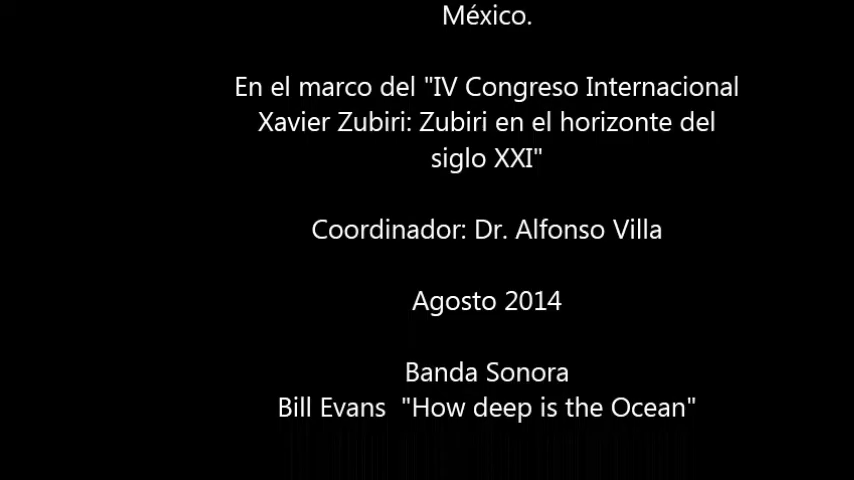 México.
En el marco del "IV Congreso Internacional
Xavier Zubiri: Zubiri en el horizonte del
siglo XXI"
Coordinador: Dr. Alfonso Villa
Agosto 2014
Banda Sonora
Bill Evans  "How deep is the Ocean"